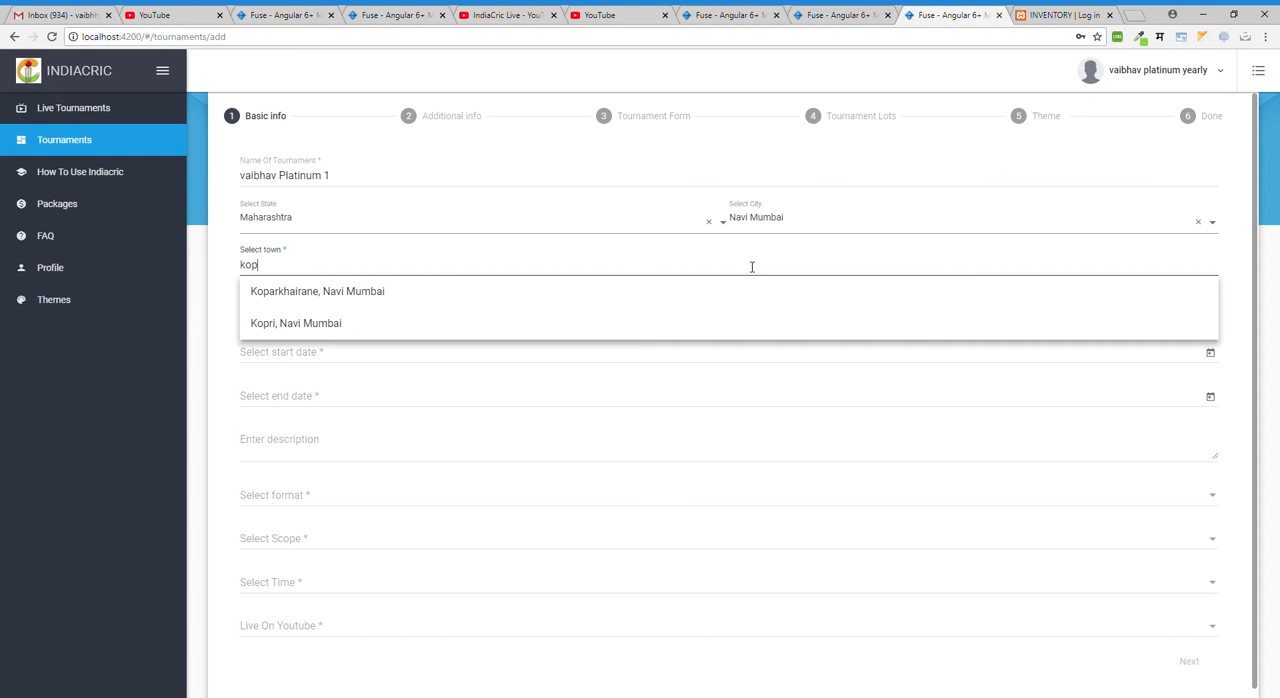 Inbox (934) - vaibh
YouTube
Fuse - Angular 6+ M
Fuse - Angular 6+ M
IndiaCric Live - YouT
YouTube
Fuse - Angular 6+ M
Fuse - Angular 6+ M
Fuse - Angular 6+ M
INVENTORY | Log in
localhost:4200/#/tournaments/add
INDIACRIC
vaibhav platinum yearly
Live Tournaments
Tournaments
How To Use Indiacric
Packages
FAQ
Profile
Themes
1 Basic info
2 Additional info
3 Tournament Form
4 Tournament Lots
5 Theme
6 Done
Name Of Tournament *
vaibhav Platinum 1
Select State
Maharashtra
Select City
Navi Mumbai
Select town *
kop
Koparkhairane, Navi Mumbai
Kopri, Navi Mumbai
Select start date *
Select end date *
Enter description
Select format *
Select Scope *
Select Time *
Live On Youtube *
Next